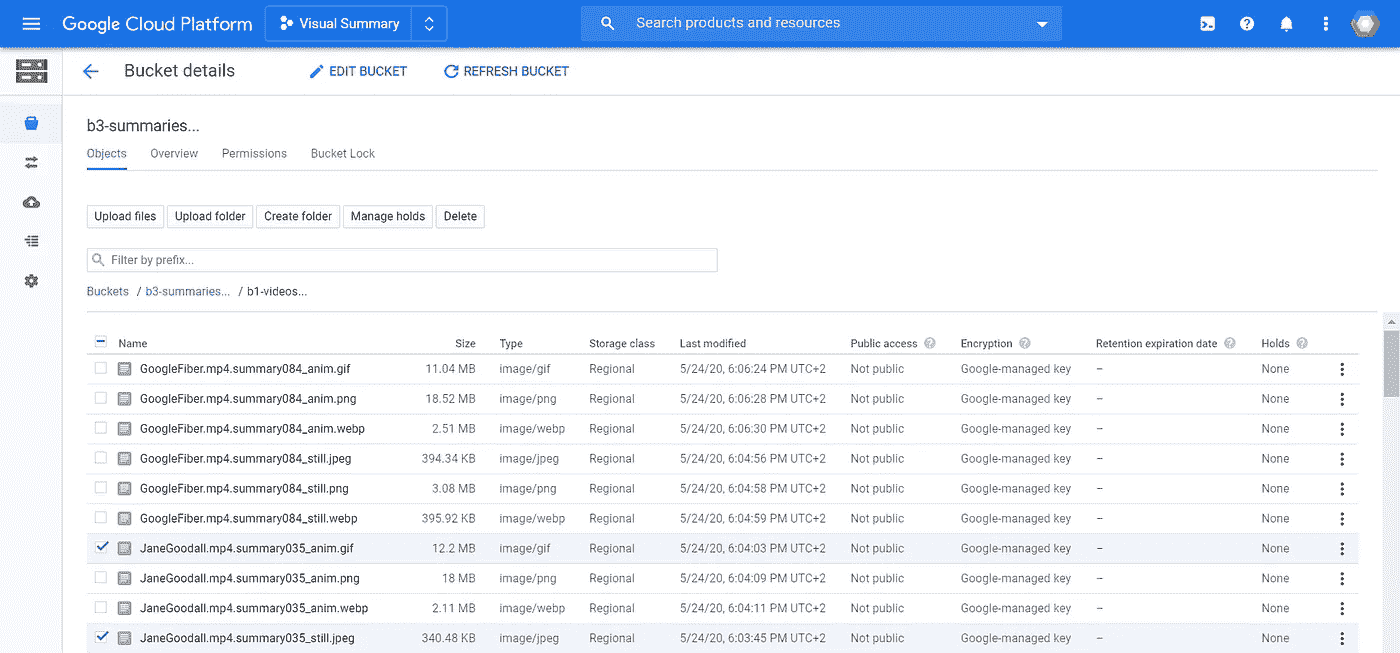 Google Cloud Platform Visual Summary Search products and resources
Bucket details EDIT BUCKET REFRESH BUCKET
b3-summaries...
Objects Overview Permissions Bucket Lock
Upload files Upload folder Create folder Manage holds Delete
Filter by prefix...
Buckets / b3-summaries... / b1-videos...
Name Size Type Storage class Last modified Public access Encryption Retention expiration date Holds
GoogleFiber.mp4.summary084_anim.gif 11.04 MB image/gif Regional 5/24/20, 6:06:24 PM UTC+2 Not public Google-managed key – None
GoogleFiber.mp4.summary084_anim.png 18.52 MB image/png Regional 5/24/20, 6:06:28 PM UTC+2 Not public Google-managed key – None
GoogleFiber.mp4.summary084_anim.webp 2.51 MB image/webp Regional 5/24/20, 6:06:30 PM UTC+2 Not public Google-managed key – None
GoogleFiber.mp4.summary084_still.jpeg 394.34 KB image/jpeg Regional 5/24/20, 6:04:56 PM UTC+2 Not public Google-managed key – None
GoogleFiber.mp4.summary084_still.png 3.08 MB image/png Regional 5/24/20, 6:04:58 PM UTC+2 Not public Google-managed key – None
GoogleFiber.mp4.summary084_still.webp 395.92 KB image/webp Regional 5/24/20, 6:04:59 PM UTC+2 Not public Google-managed key – None
JaneGoodall.mp4.summary035_anim.gif 12.2 MB image/gif Regional 5/24/20, 6:04:03 PM UTC+2 Not public Google-managed key – None
JaneGoodall.mp4.summary035_anim.png 18 MB image/png Regional 5/24/20, 6:04:09 PM UTC+2 Not public Google-managed key – None
JaneGoodall.mp4.summary035_anim.webp 2.11 MB image/webp Regional 5/24/20, 6:04:11 PM UTC+2 Not public Google-managed key – None
JaneGoodall.mp4.summary035_still.jpeg 340.48 KB image/jpeg Regional 5/24/20, 6:03:45 PM UTC+2 Not public Google-managed key – None